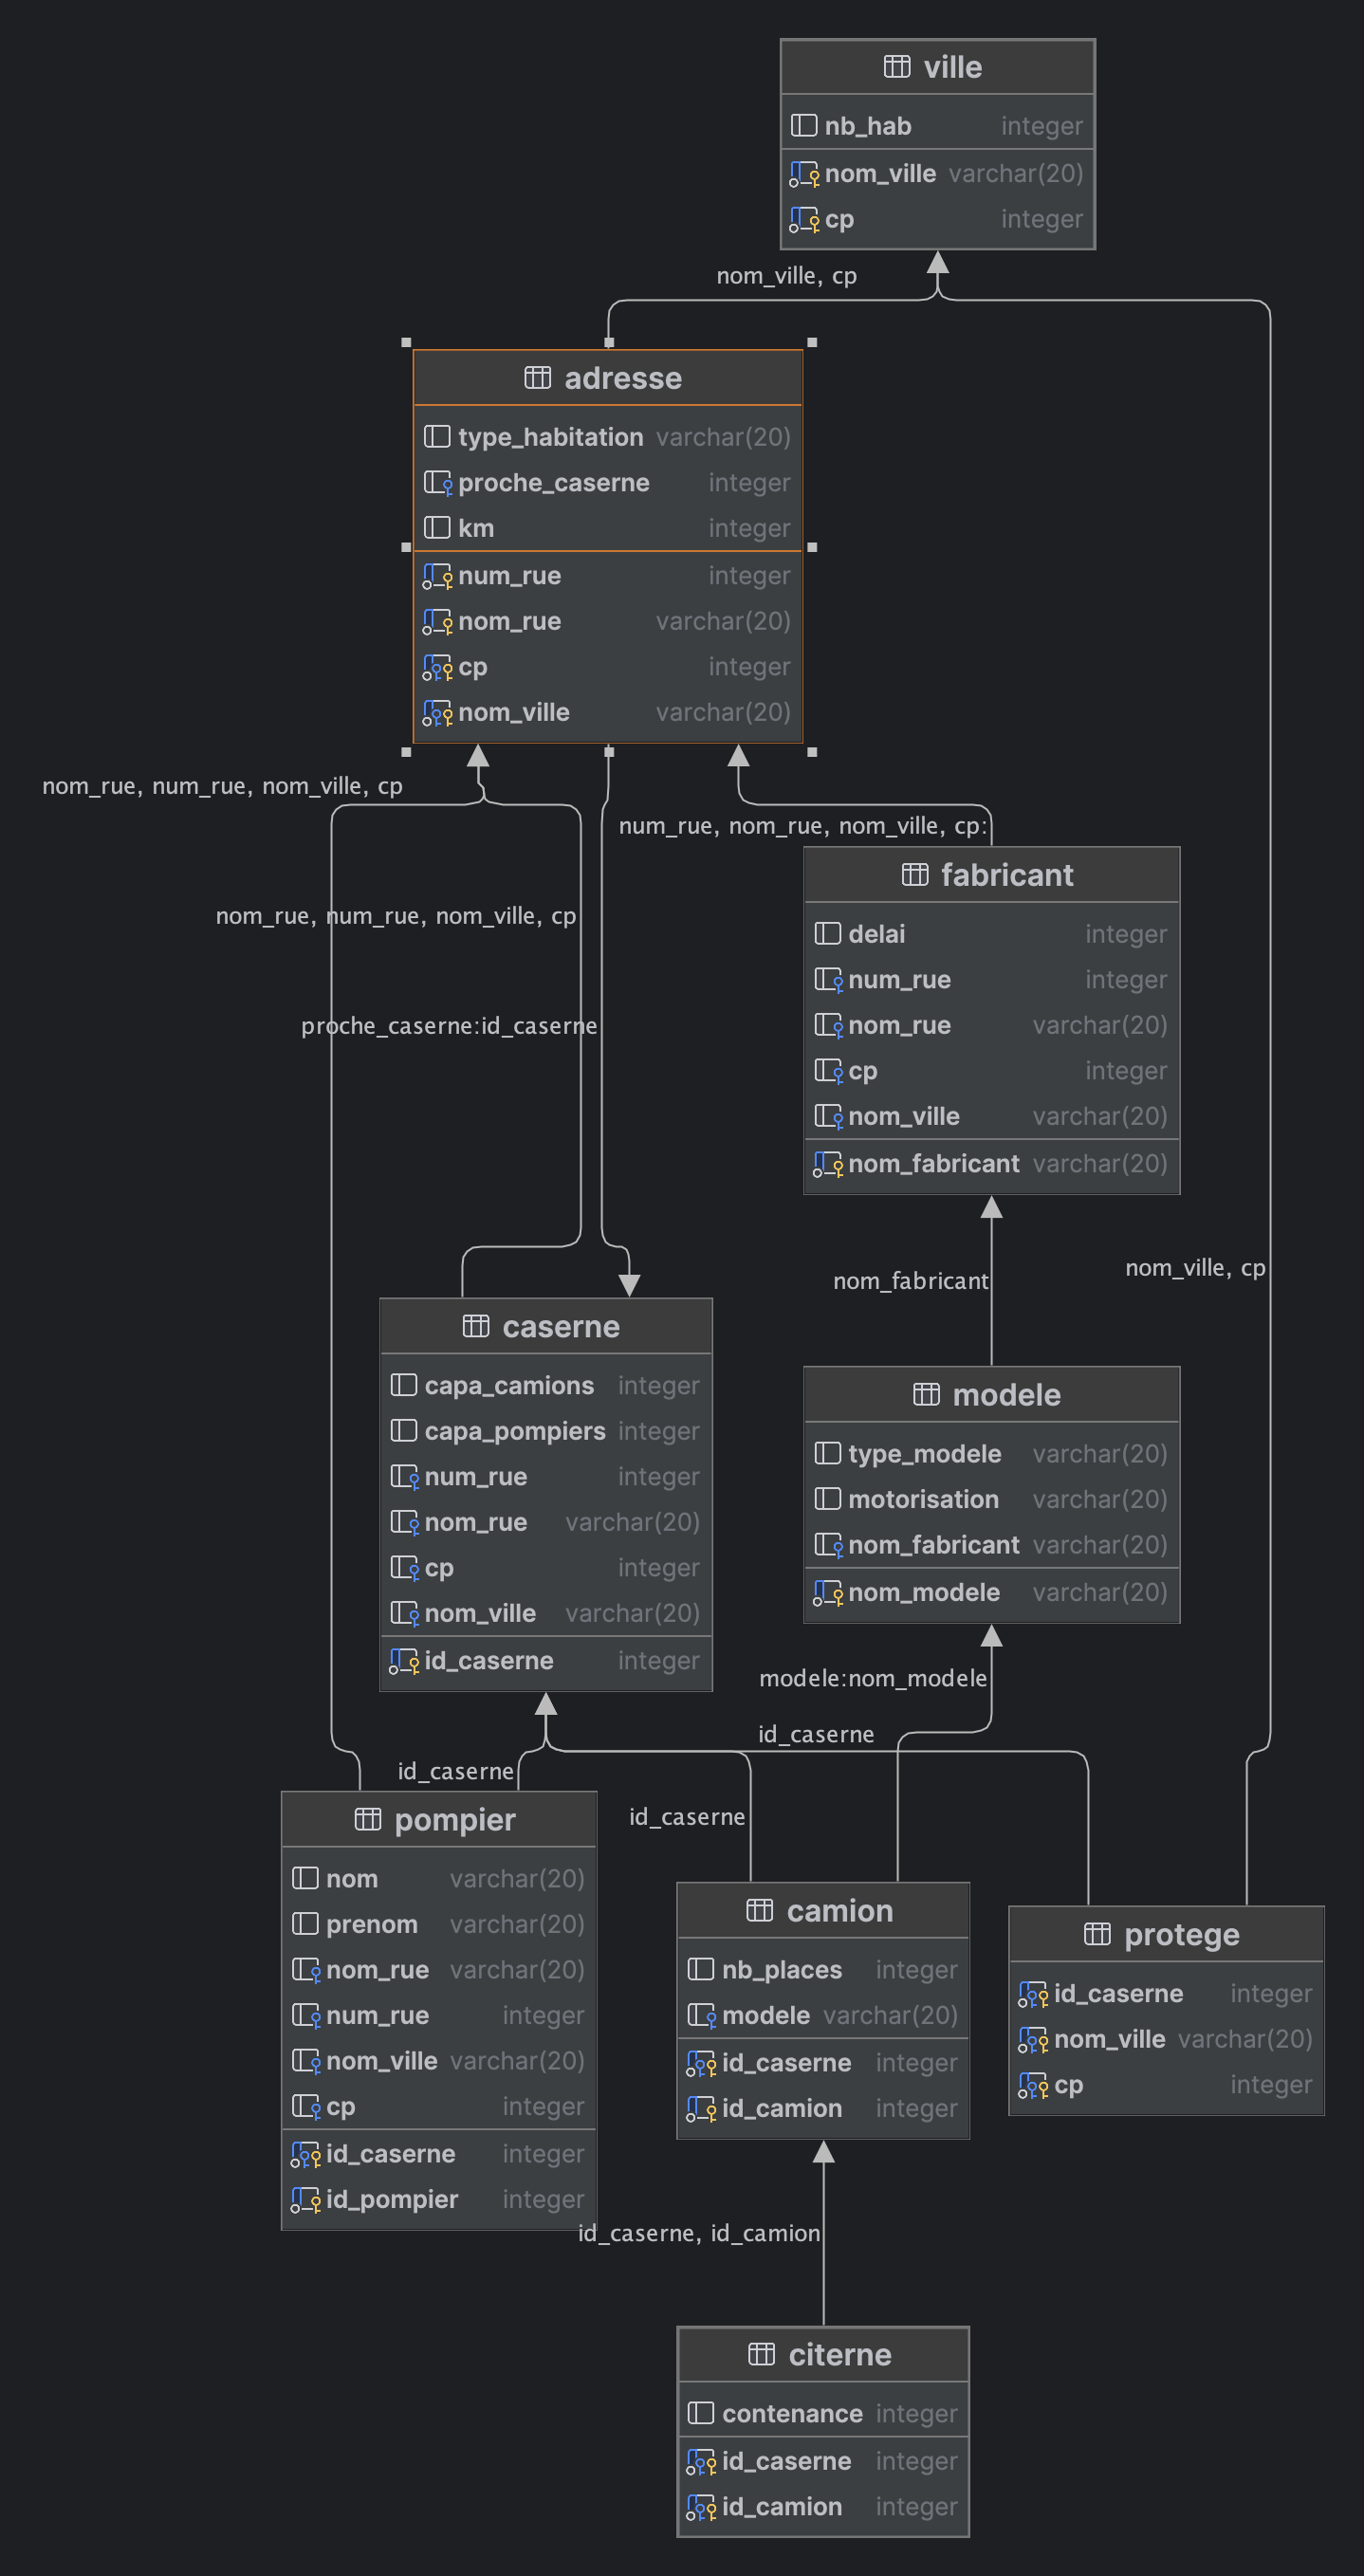 ville
nb_hab integer
nom_ville varchar(20)
cp integer
nom_ville, cp
adresse
type_habitation varchar(20)
proche_caserne integer
km integer
num_rue integer
nom_rue varchar(20)
cp integer
nom_ville varchar(20)
nom_rue, num_rue, nom_ville, cp
num_rue, nom_rue, nom_ville, cp:
nom_rue, num_rue, nom_ville, cp
proche_caserne:id_caserne
fabricant
delai integer
num_rue integer
nom_rue varchar(20)
cp integer
nom_ville varchar(20)
nom_fabricant varchar(20)
nom_ville, cp
nom_fabricant
caserne
capa_camions integer
capa_pompiers integer
num_rue integer
nom_rue varchar(20)
cp integer
nom_ville varchar(20)
id_caserne integer
modele
type_modele varchar(20)
motorisation varchar(20)
nom_fabricant varchar(20)
nom_modele varchar(20)
modele:nom_modele
id_caserne
id_caserne
id_caserne
pompier
nom varchar(20)
prenom varchar(20)
nom_rue varchar(20)
num_rue integer
nom_ville varchar(20)
cp integer
id_caserne integer
id_pompier integer
camion
nb_places integer
modele varchar(20)
id_caserne integer
id_camion integer
protege
id_caserne integer
nom_ville varchar(20)
cp integer
id_caserne, id_camion
citerne
contenance integer
id_caserne integer
id_camion integer